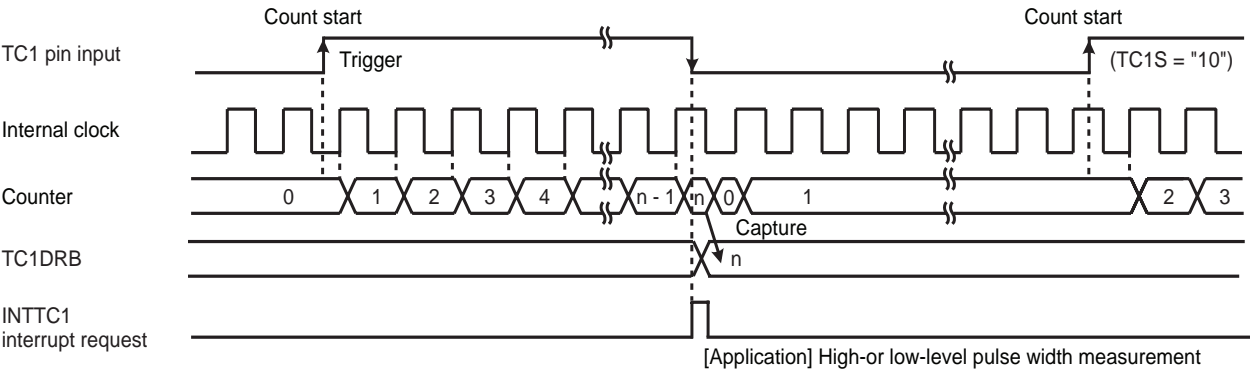 Count start
Count start
TC1 pin input
Trigger
(TC1S = "10")
Internal clock
Counter
0 1 2 3 4 n - 1 n 0 1 2 3
Capture
TC1DRB
n
INTTC1
interrupt request
[Application] High-or low-level pulse width measurement